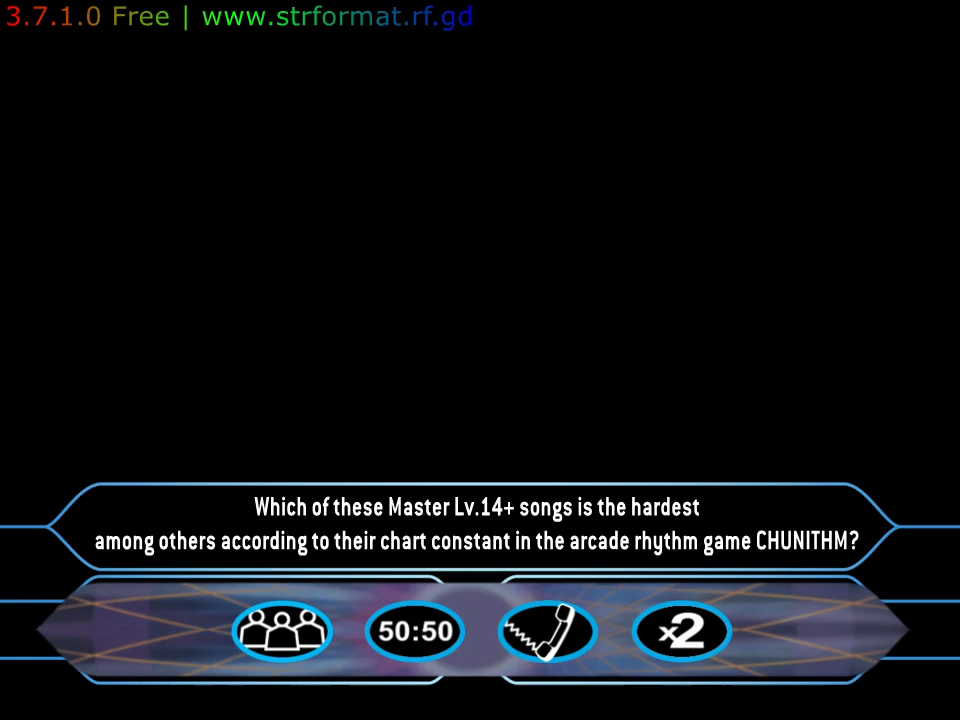 3.7.1.0 Free | www.strformat.rf.gd
Which of these Master Lv.14+ songs is the hardest
among others according to their chart constant in the arcade rhythm game CHUNITHM?
50:50
x2